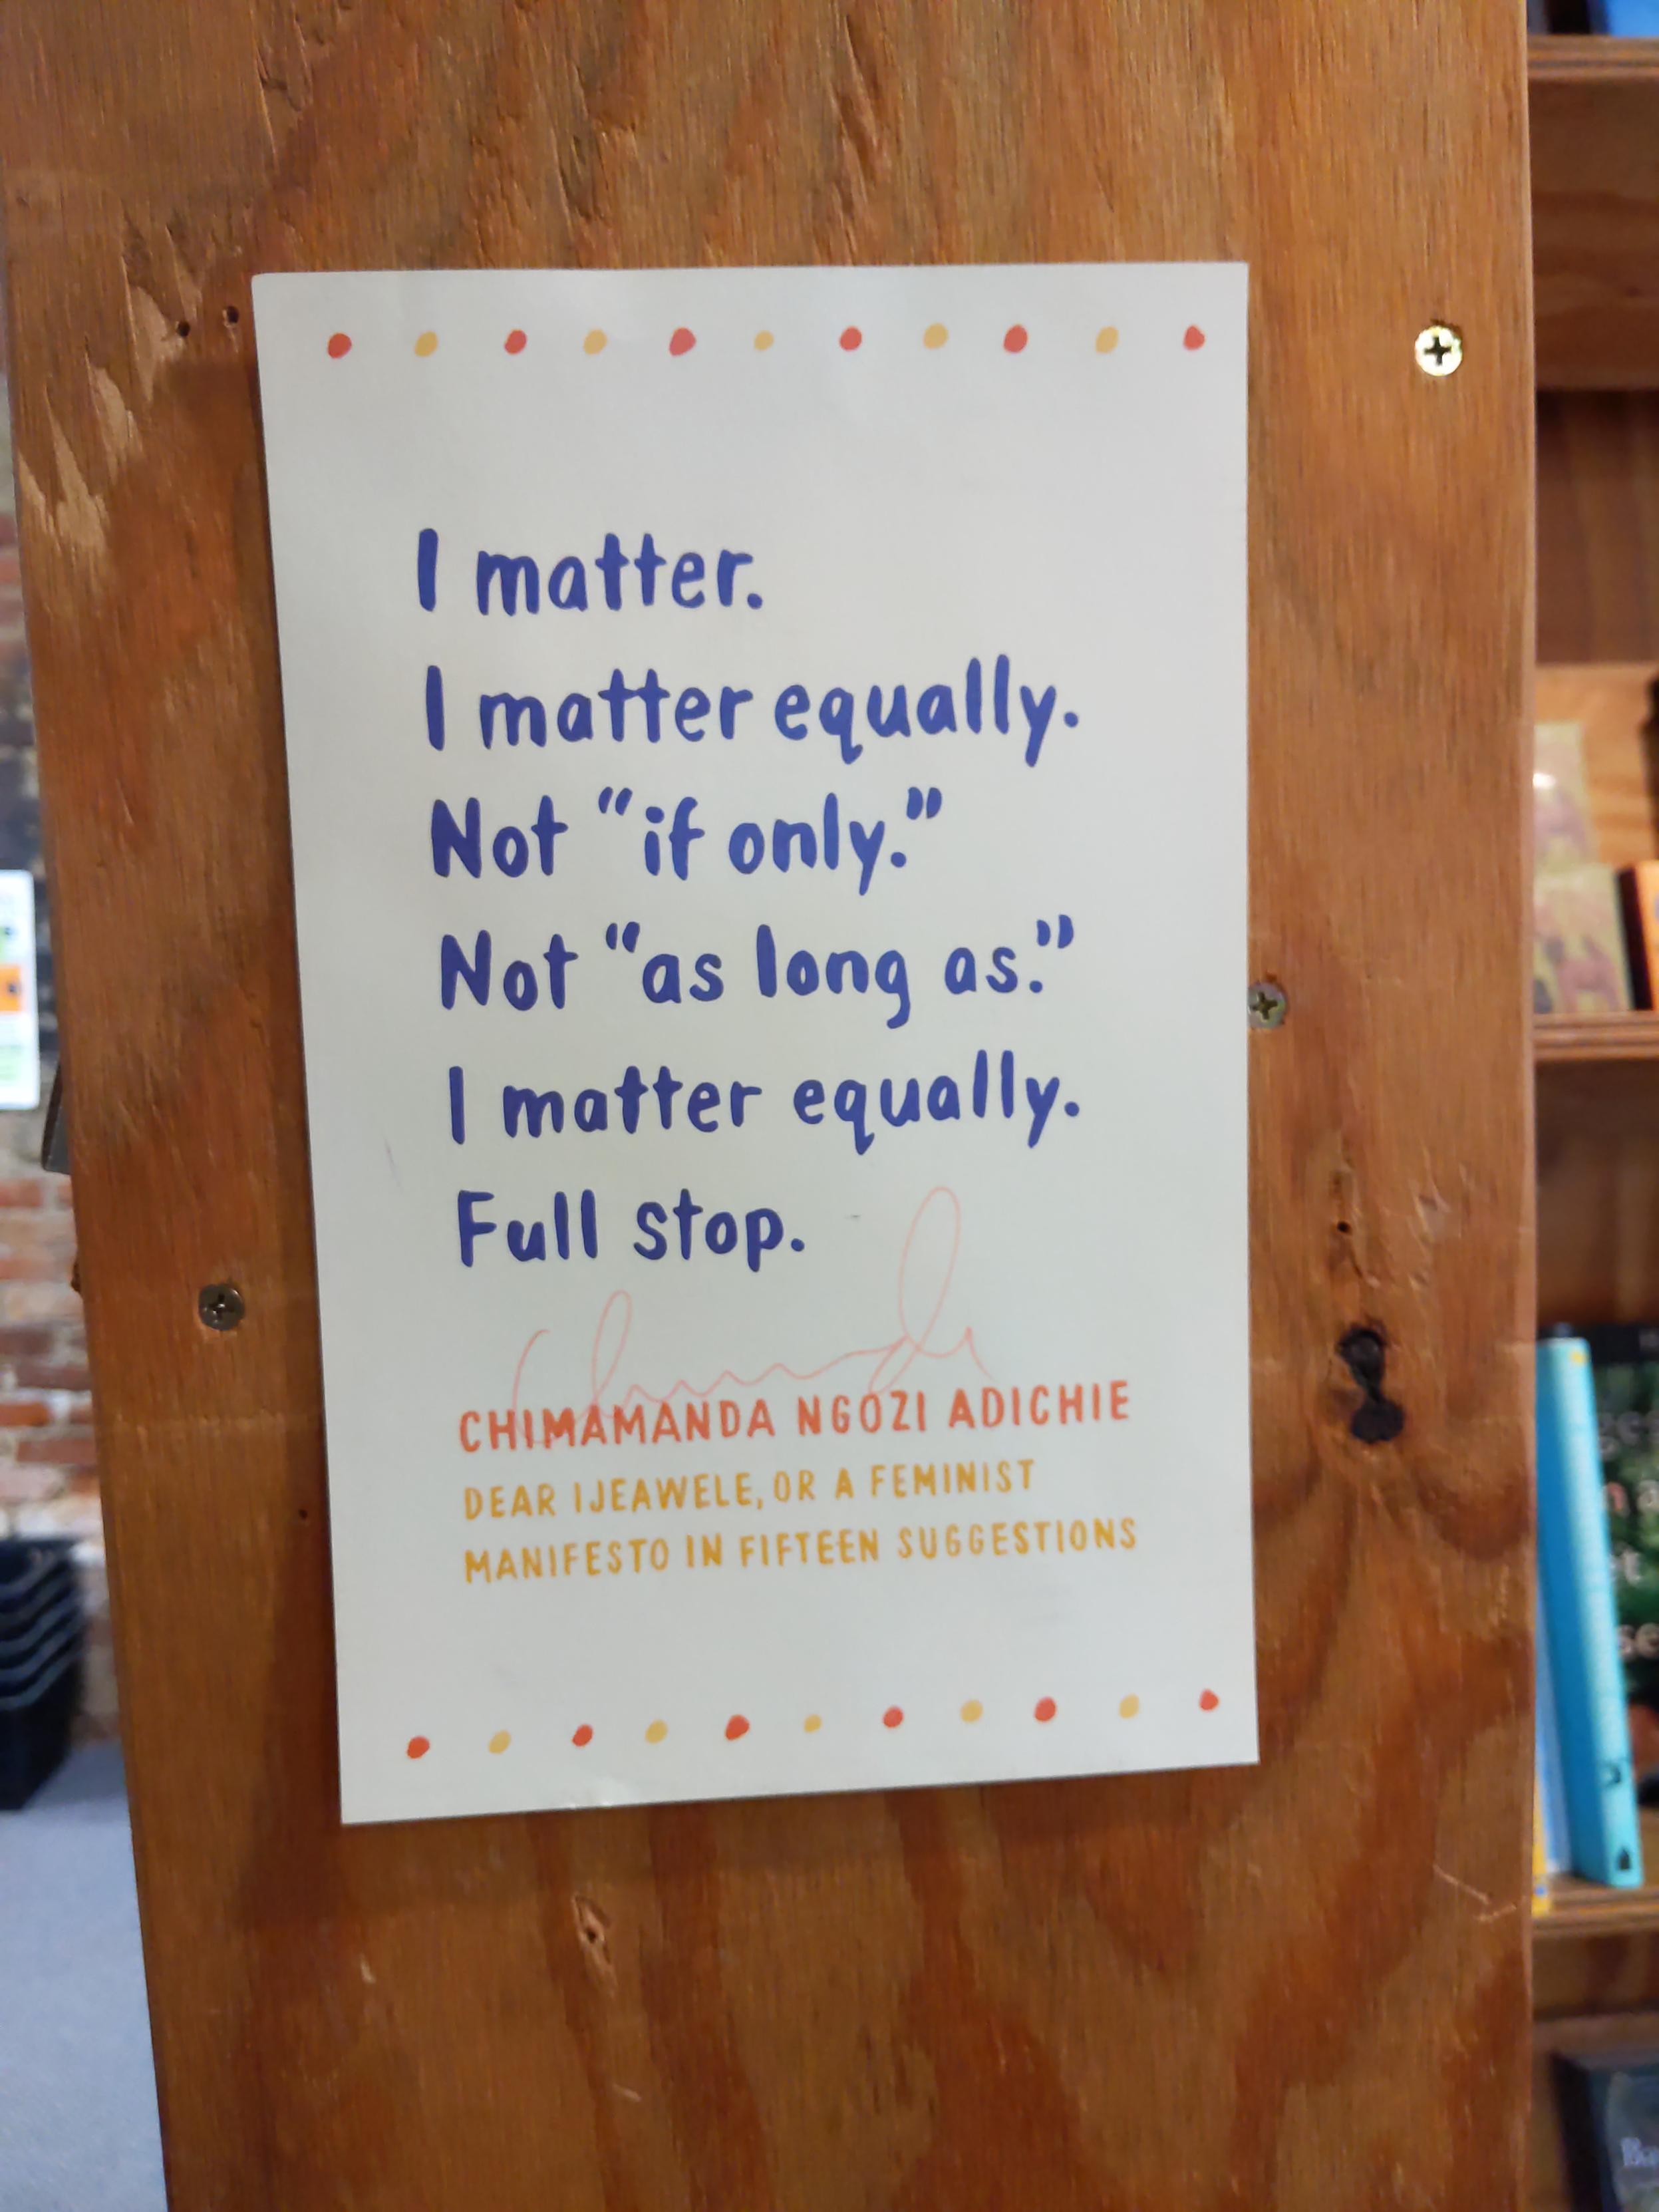 I matter.
I matter equally.
Not “if only.”
Not “as long as.”
I matter equally.
Full stop.
CHIMAMANDA NGOZI ADICHIE
DEAR IJEAWELE, OR A FEMINIST
MANIFESTO IN FIFTEEN SUGGESTIONS